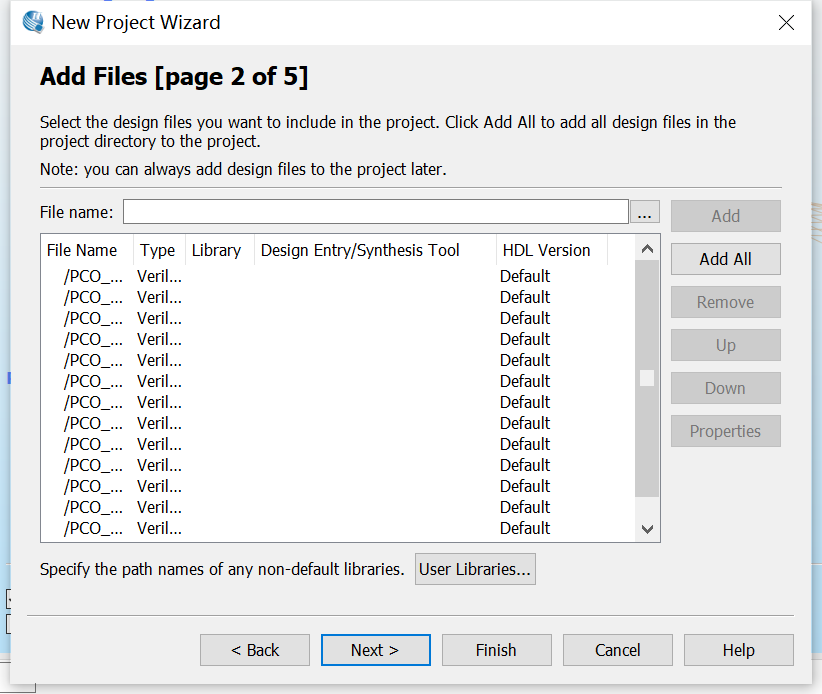 New Project Wizard
Add Files [page 2 of 5]
Select the design files you want to include in the project. Click Add All to add all design files in the
project directory to the project.
Note: you can always add design files to the project later.
File name: ... Add
File Name Type Library Design Entry/Synthesis Tool HDL Version
Add All
/PCO_... Veril... Default
/PCO_... Veril... Default
Remove
/PCO_... Veril... Default
/PCO_... Veril... Default
Up
/PCO_... Veril... Default
/PCO_... Veril... Default
Down
/PCO_... Veril... Default
/PCO_... Veril... Default
Properties
/PCO_... Veril... Default
/PCO_... Veril... Default
/PCO_... Veril... Default
/PCO_... Veril... Default
/PCO_... Veril... Default
Specify the path names of any non-default libraries. User Libraries...
< Back Next > Finish Cancel Help